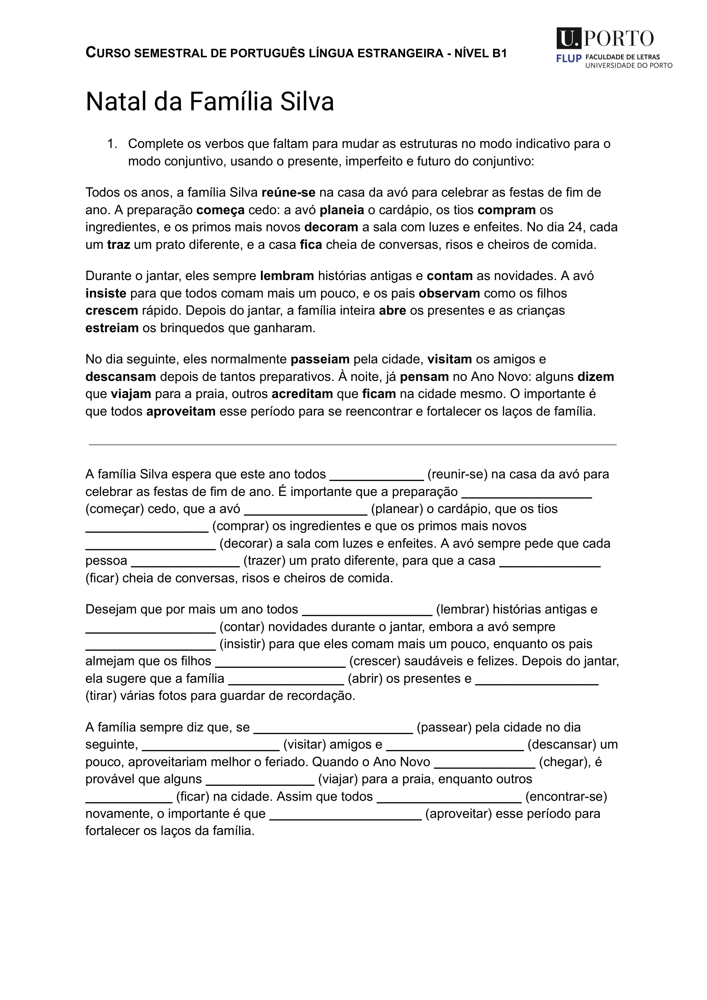 CURSO SEMESTRAL DE PORTUGUÊS LÍNGUA ESTRANGEIRA - NÍVEL B1
U.PORTO
FLUP FACULDADE DE LETRAS
UNIVERSIDADE DO PORTO
Natal da Família Silva
1. Complete os verbos que faltam para mudar as estruturas no modo indicativo para o
modo conjuntivo, usando o presente, imperfeito e futuro do conjuntivo:
Todos os anos, a família Silva reúne-se na casa da avó para celebrar as festas de fim de
ano. A preparação começa cedo: a avó planeia o cardápio, os tios compram os
ingredientes, e os primos mais novos decoram a sala com luzes e enfeites. No dia 24, cada
um traz um prato diferente, e a casa fica cheia de conversas, risos e cheiros de comida.
Durante o jantar, eles sempre lembram histórias antigas e contam as novidades. A avó
insiste para que todos comam mais um pouco, e os pais observam como os filhos
crescem rápido. Depois do jantar, a família inteira abre os presentes e as crianças
estreiam os brinquedos que ganharam.
No dia seguinte, eles normalmente passeiam pela cidade, visitam os amigos e
descansam depois de tantos preparativos. À noite, já pensam no Ano Novo: alguns dizem
que viajam para a praia, outros acreditam que ficam na cidade mesmo. O importante é
que todos aproveitam esse período para se reencontrar e fortalecer os laços de família.
A família Silva espera que este ano todos _____________ (reunir-se) na casa da avó para
celebrar as festas de fim de ano. É importante que a preparação __________________
(começar) cedo, que a avó _________________ (planear) o cardápio, que os tios
_________________ (comprar) os ingredientes e que os primos mais novos
__________________ (decorar) a sala com luzes e enfeites. A avó sempre pede que cada
pessoa _______________ (trazer) um prato diferente, para que a casa ______________
(ficar) cheia de conversas, risos e cheiros de comida.
Desejam que por mais um ano todos __________________ (lembrar) histórias antigas e
__________________ (contar) novidades durante o jantar, embora a avó sempre
__________________ (insistir) para que eles comam mais um pouco, enquanto os pais
almejam que os filhos __________________ (crescer) saudáveis e felizes. Depois do jantar,
ela sugere que a família ________________ (abrir) os presentes e _________________
(tirar) várias fotos para guardar de recordação.
A família sempre diz que, se ______________________ (passear) pela cidade no dia
seguinte, ___________________ (visitar) amigos e ___________________ (descansar) um
pouco, aproveitariam melhor o feriado. Quando o Ano Novo ______________ (chegar), é
provável que alguns _______________ (viajar) para a praia, enquanto outros
____________ (ficar) na cidade. Assim que todos ____________________ (encontrar-se)
novamente, o importante é que _____________________ (aproveitar) esse período para
fortalecer os laços da família.